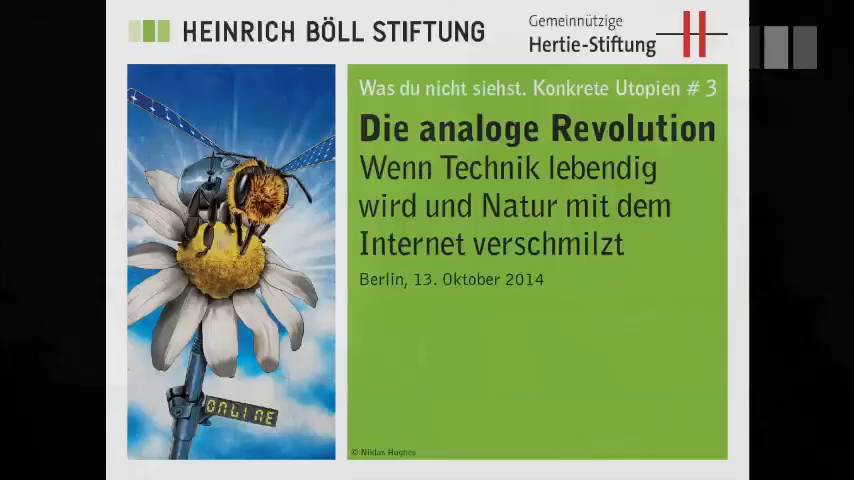 HEINRICH BÖLL STIFTUNG
Gemeinnützige
Hertie-Stiftung
Was du nicht siehst. Konkrete Utopien # 3
Die analoge Revolution
Wenn Technik lebendig
wird und Natur mit dem
Internet verschmilzt
Berlin, 13. Oktober 2014
ONLINE
© Niklas Hughes